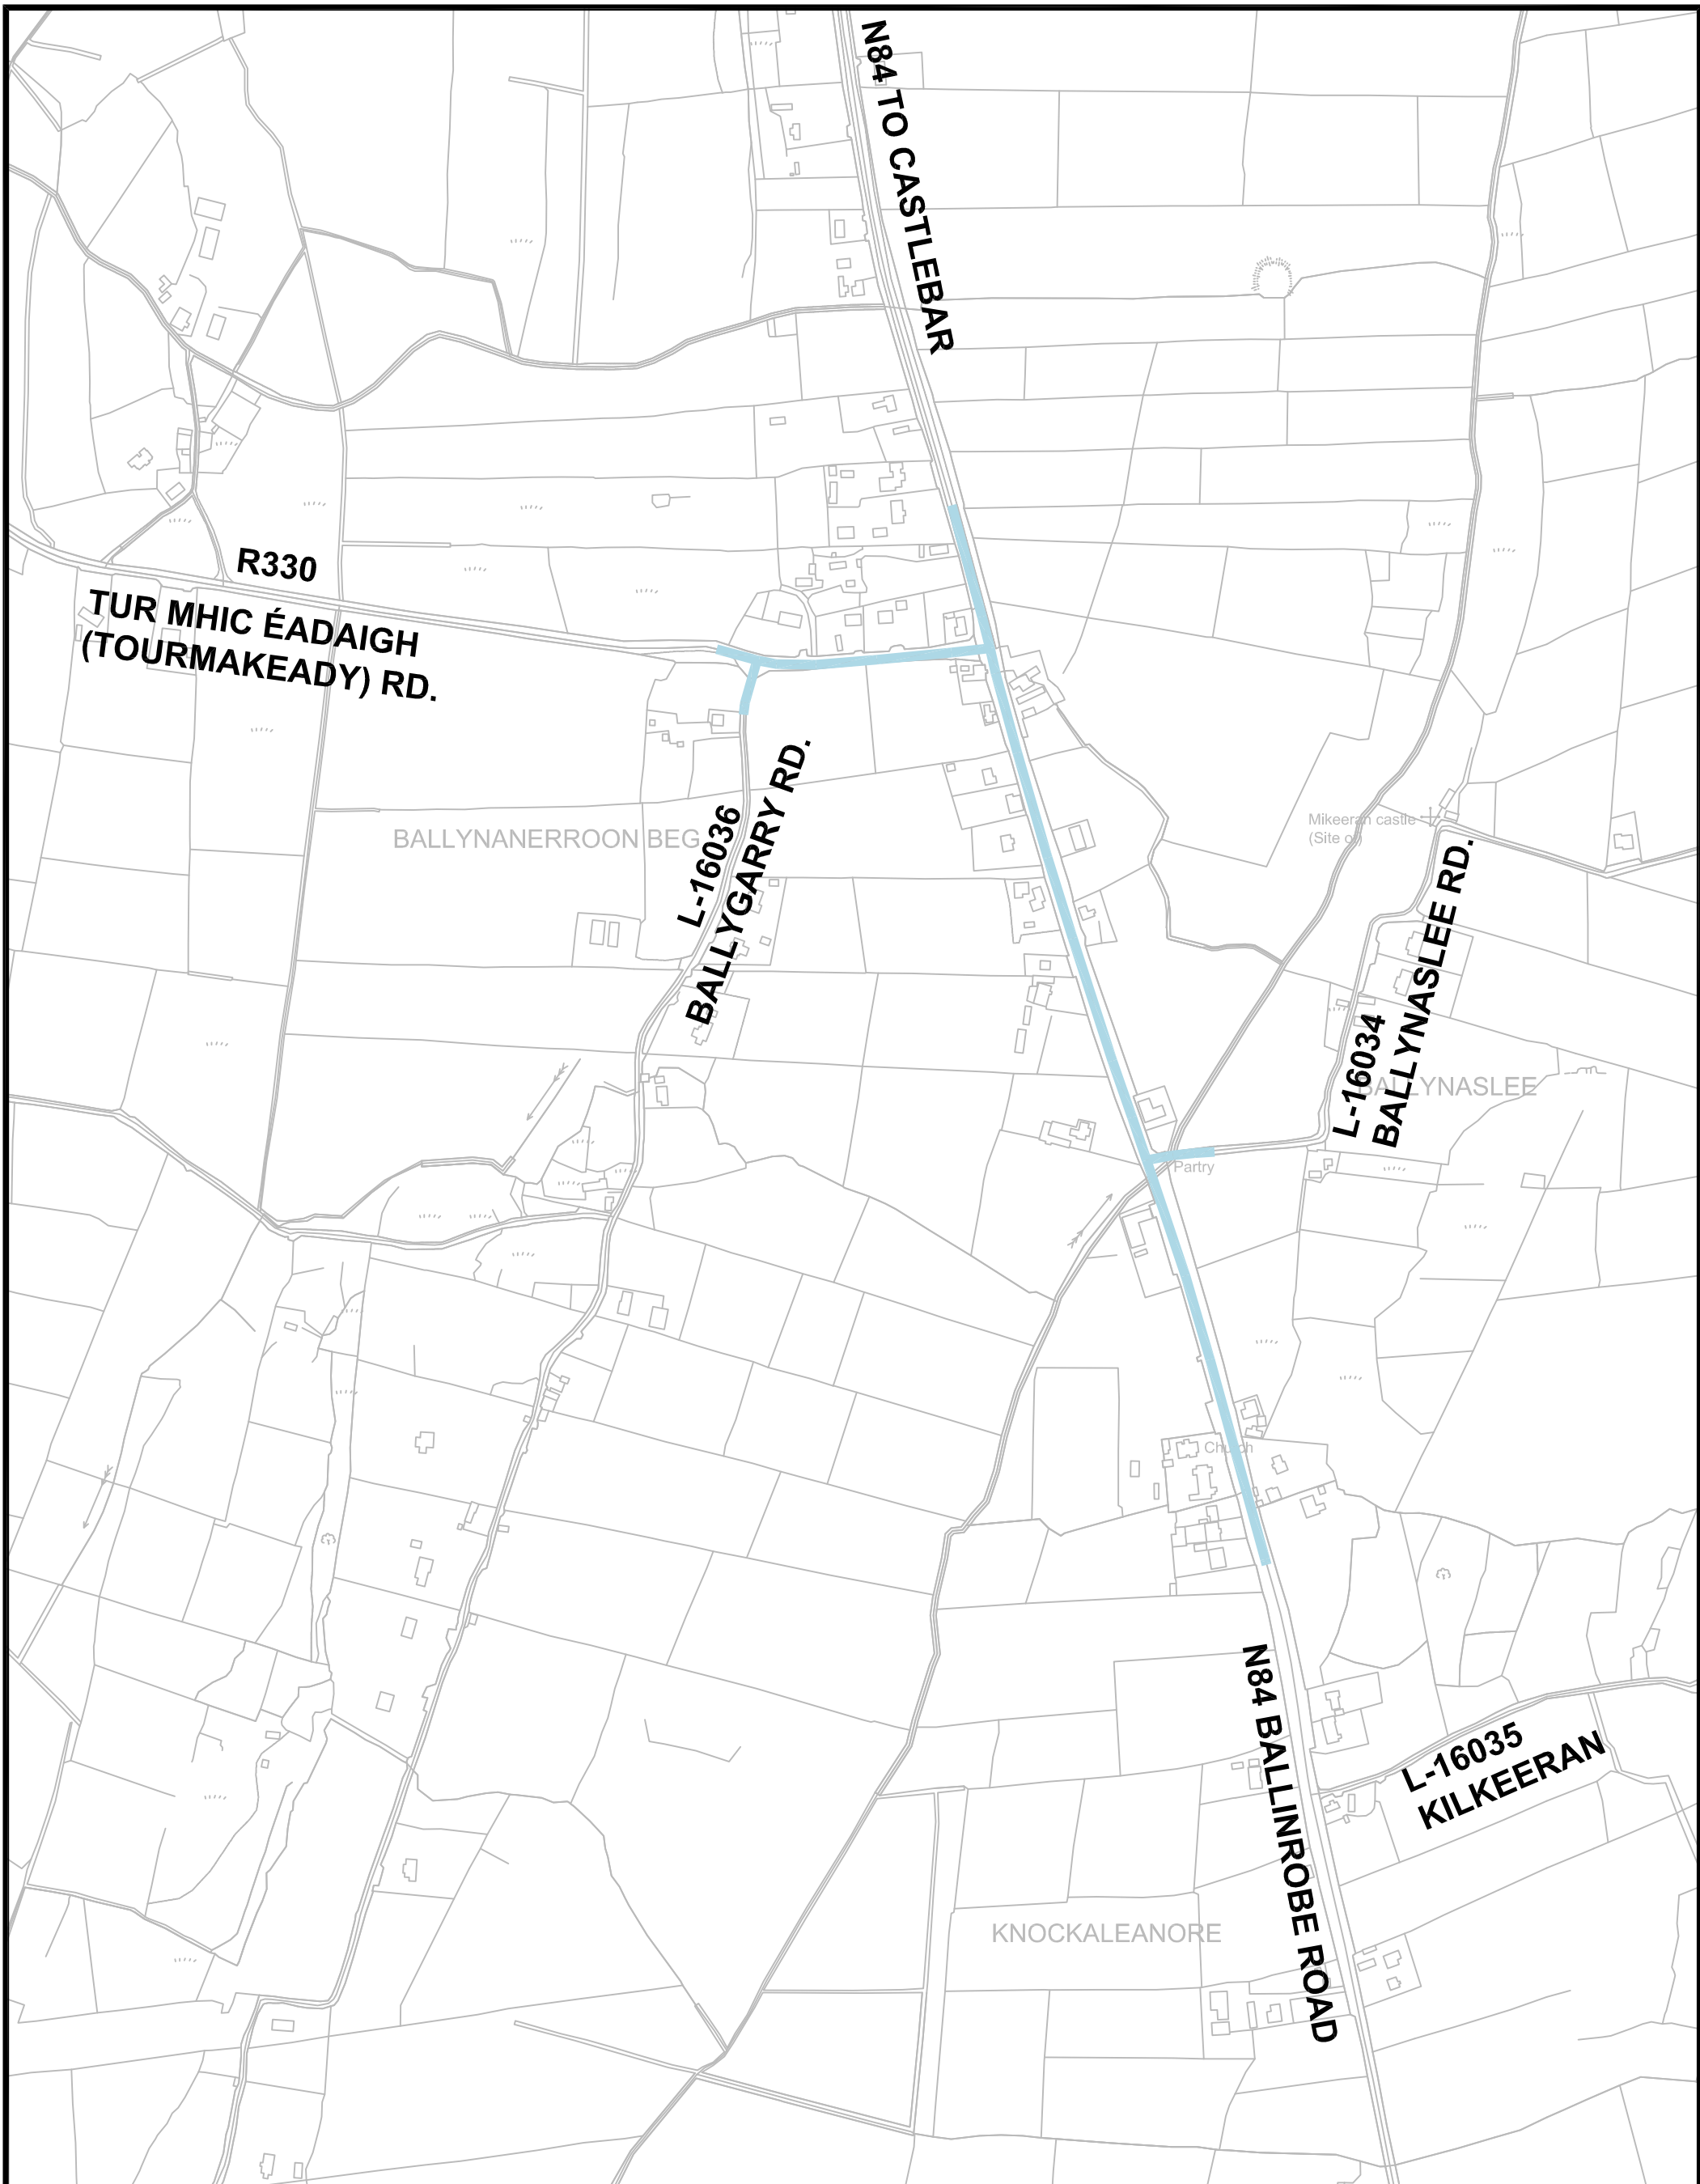 N84 TO CASTLEBAR
R330
TUR MHIC ÉADAIGH
(TOURMAKEADY) RD.
Mikeeran castle
(Site of)
BALLYNANERROON BEG
L-16036
BALLYGARRY RD.
L-16034
BALLYNASLEE RD.
BALLYNASLEE
Partry
Church
N84 BALLINROBE ROAD
L-16035
KILKEERAN
KNOCKALEANORE